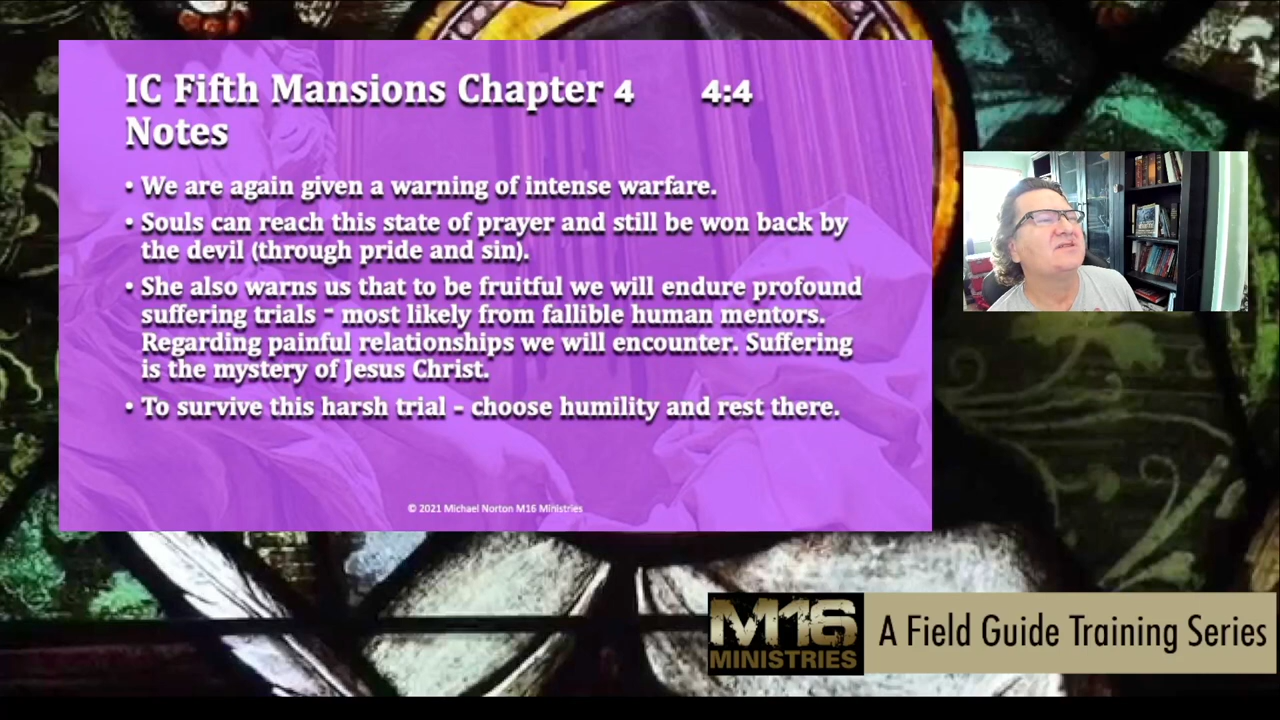 IC Fifth Mansions Chapter 4 4:4
Notes
• We are again given a warning of intense warfare.
• Souls can reach this state of prayer and still be won back by
the devil (through pride and sin).
• She also warns us that to be fruitful we will endure profound
suffering trials - most likely from fallible human mentors.
Regarding painful relationships we will encounter. Suffering
is the mystery of Jesus Christ.
• To survive this harsh trial – choose humility and rest there.
© 2021 Michael Norton M16 Ministries
M16
MINISTRIES
A Field Guide Training Series